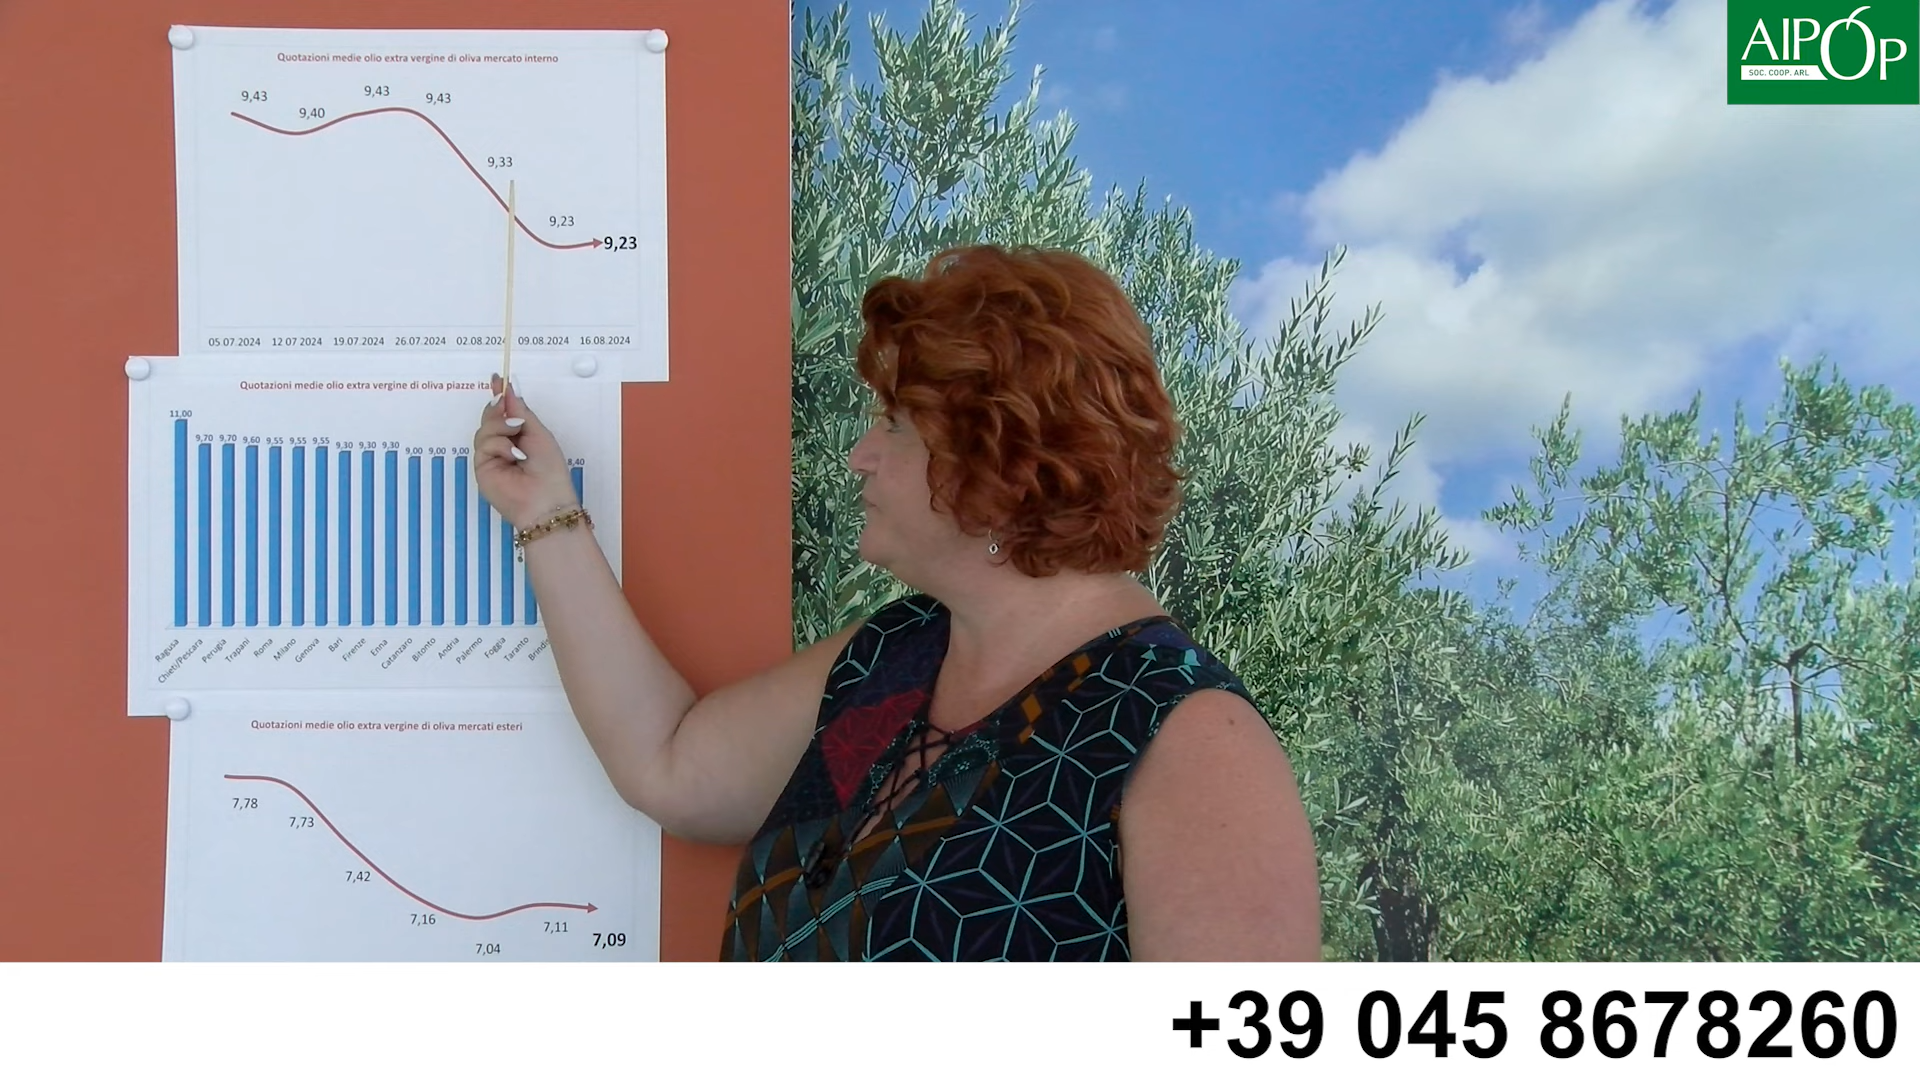 AIPOP
SOC. COOP. ARL
Quotazioni medie olio extra vergine di oliva mercato interno
9,43
9,40
9,43
9,43
9,33
9,23
9,23
05.07.2024 12.07.2024 19.07.2024 26.07.2024 02.08.2024 09.08.2024 16.08.2024
Quotazioni medie olio extra vergine di oliva piazze
11,00
9,70 9,70 9,60 9,55 9,55 9,55 9,30 9,30 9,30 9,00 9,00 9,00 8,40
Ragusa Chieti/Pescara Perugia Trapani Roma Milano Genova Bari Firenze Enna Catanzaro Bitonto Andria Palermo Foggia Taranto
Quotazioni medie olio extra vergine di oliva mercati esteri
7,78
7,73
7,42
7,16
7,04
7,11
7,09
+39 045 8678260